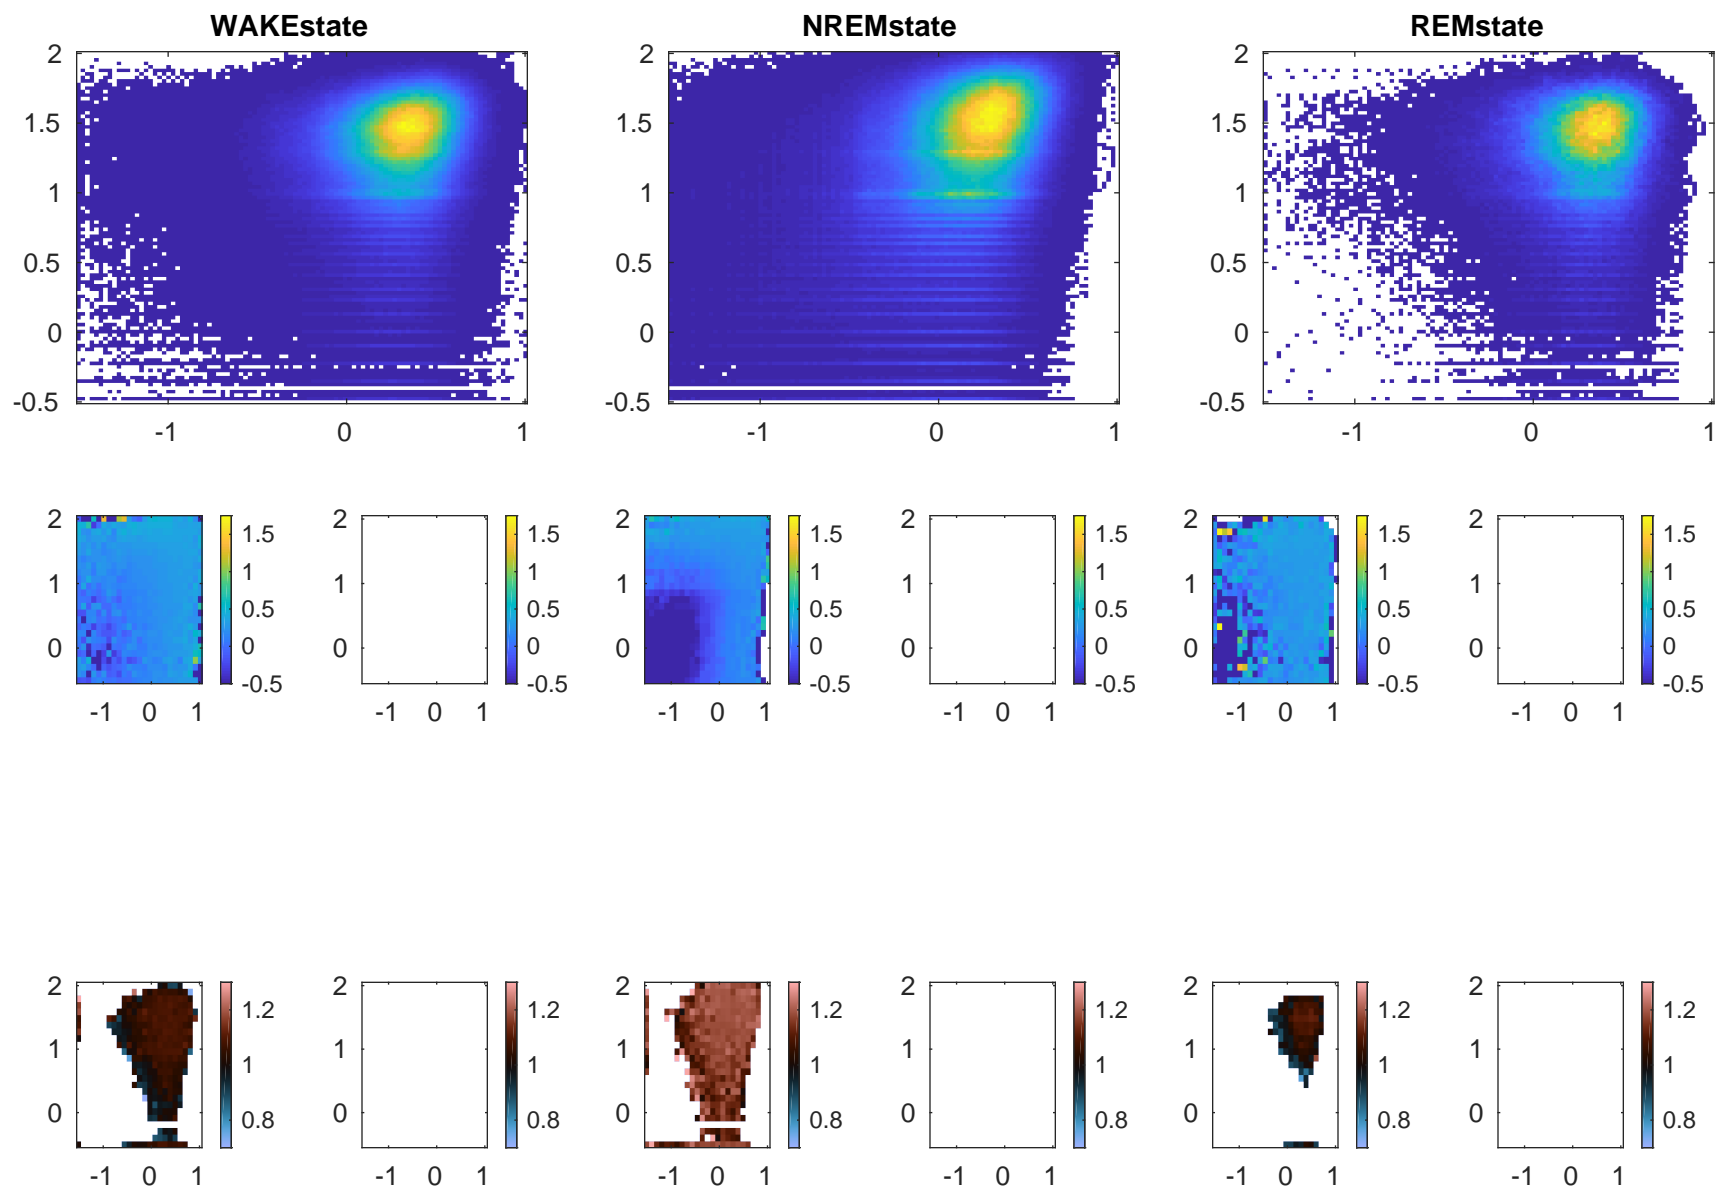 WAKEstate NREMstate REMstate
2 2 2
1.5 1.5 1.5
1 1 1
0.5 0.5 0.5
0 0 0
-0.5 -0.5 -0.5
-1 0 1 -1 0 1 -1 0 1
2 1.5 2 1.5 2 1.5 2 1.5 2 1.5 2 1.5
1 1 1 1 1 1 1 1 1 1 1 1
0.5 0.5 0.5 0.5 0.5 0.5
0 0 0 0 0 0 0 0 0 0 0 0
-0.5 -0.5 -0.5 -0.5 -0.5 -0.5
-1 0 1 -1 0 1 -1 0 1 -1 0 1 -1 0 1 -1 0 1
2 1.2 2 1.2 2 1.2 2 1.2 2 1.2 2 1.2
1 1 1 1 1 1 1 1 1 1 1 1
0 0.8 0 0.8 0 0.8 0 0.8 0 0.8 0 0.8
-1 0 1 -1 0 1 -1 0 1 -1 0 1 -1 0 1 -1 0 1